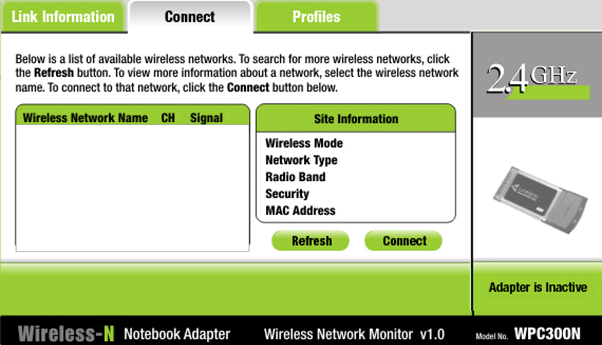 Link Information
Connect
Profiles
Below is a list of available wireless networks. To search for more wireless networks, click
the Refresh button. To view more information about a network, select the wireless network
name. To connect to that network, click the Connect button below.
Wireless Network Name CH Signal
Site Information
Wireless Mode
Network Type
Radio Band
Security
MAC Address
Refresh
Connect
2.4GHz
Adapter is Inactive
Wireless-N Notebook Adapter Wireless Network Monitor v1.0 Model No. WPC300N